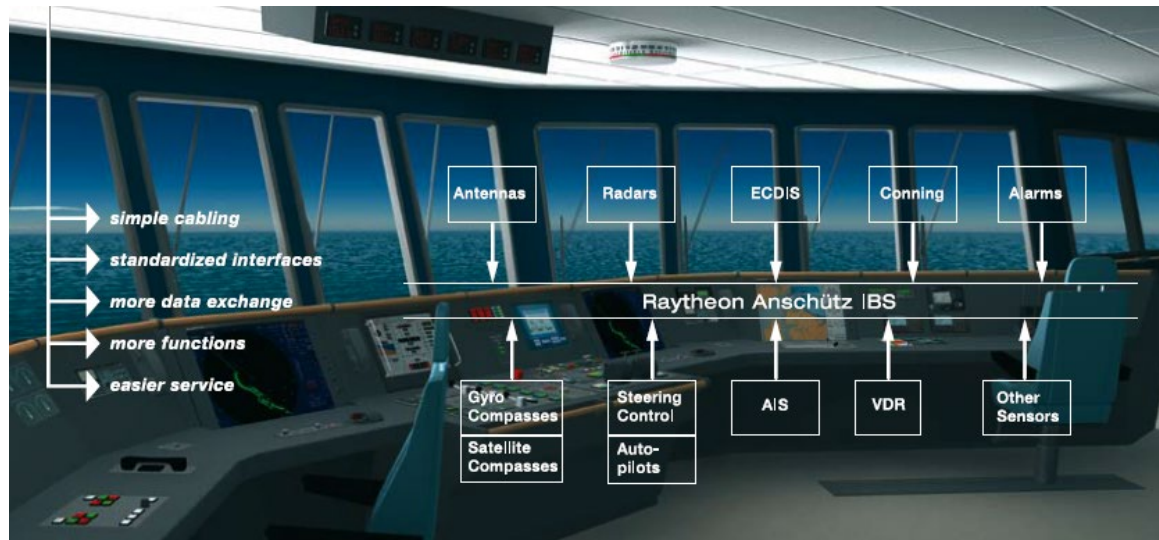 Antennas
Radars
ECDIS
Conning
Alarms
simple cabling
standardized interfaces
more data exchange
more functions
easier service
Raytheon Anschütz IBS
Gyro
Compasses
Satellite
Compasses
Steering
Control
Auto-
pilots
AIS
VDR
Other
Sensors